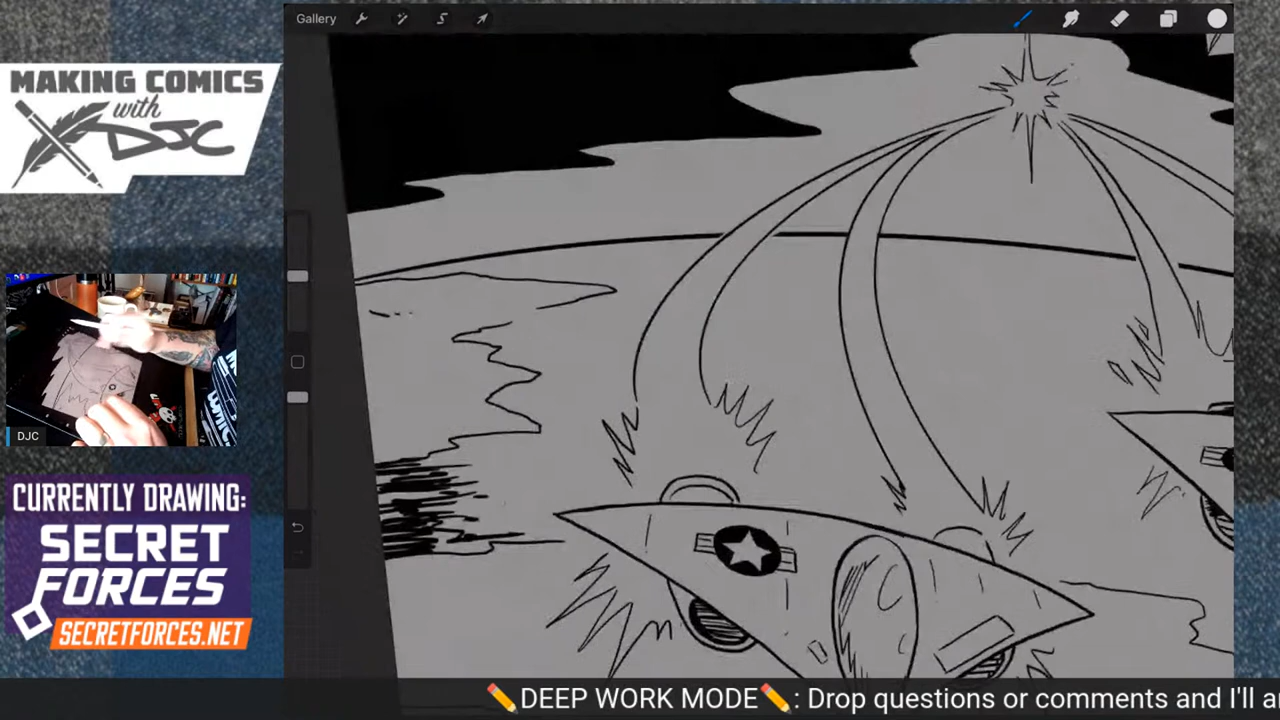 Gallery
MAKING COMICS
with
DJC
DJC
CURRENTLY DRAWING:
SECRET
FORCES
SECRETFORCES.NET
✏️DEEP WORK MODE✏️: Drop questions or comments and I'll a